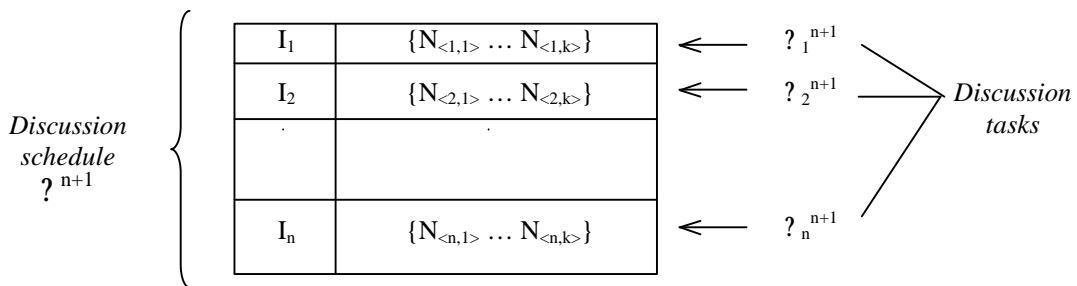 I₁ {N<1,1> … N<1,k>} ?₁ⁿ⁺¹
I₂ {N<2,1> … N<2,k>} ?₂ⁿ⁺¹
. .
Iₙ {N<n,1> … N<n,k>} ?ₙⁿ⁺¹
Discussion
schedule
?ⁿ⁺¹
Discussion
tasks